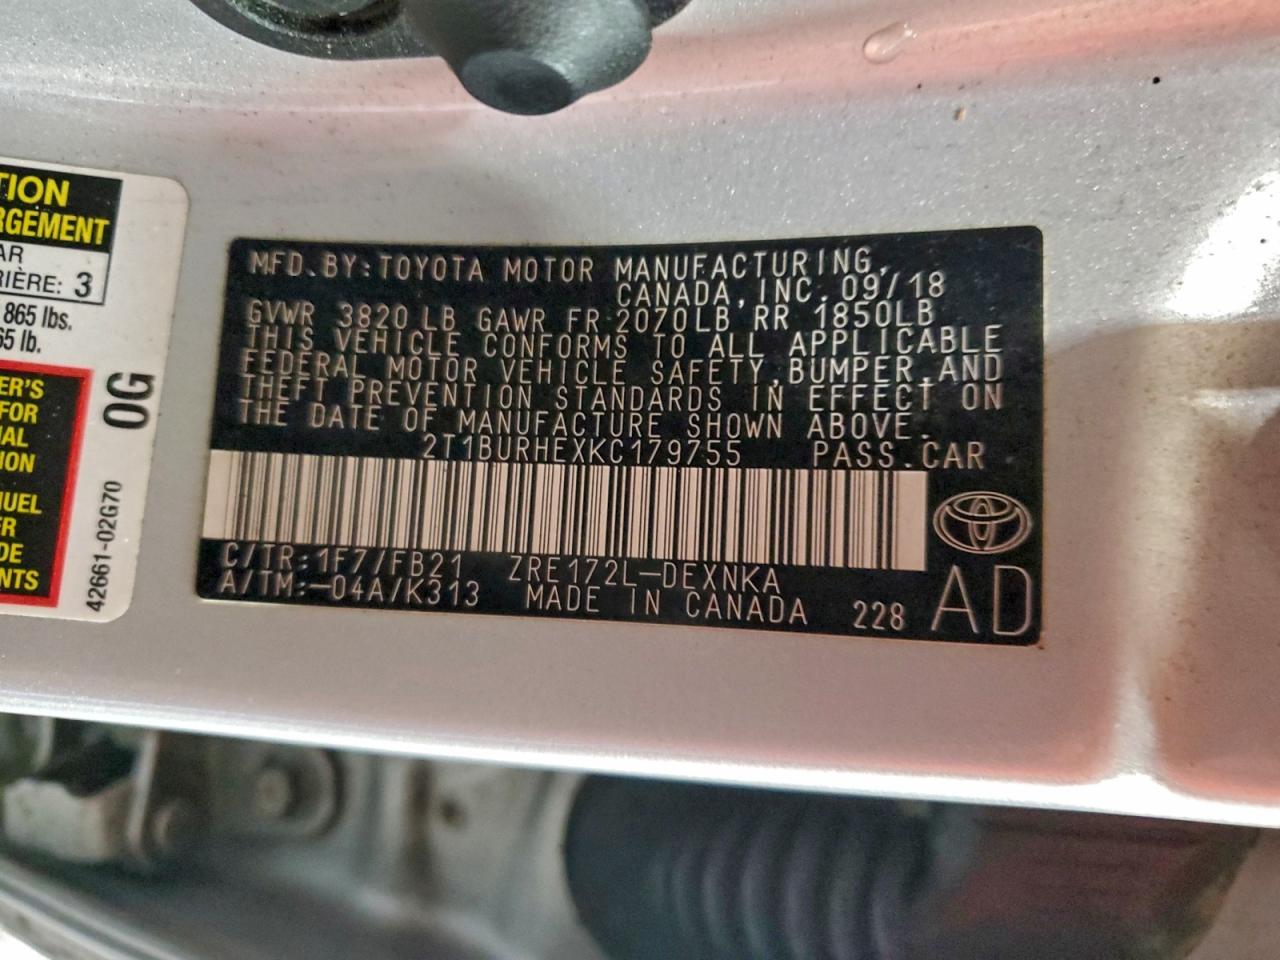 TION
RGEMENT
AR
RIÈRE: 3
865 lbs.
65 lb.
ER'S
FOR
IAL
ION
UEL
ER
DE
NTS
0G
42661-02G70
MFD.BY:TOYOTA MOTOR MANUFACTURING,
CANADA,INC. 09/18
GVWR 3820 LB GAWR FR 2070LB RR 1850LB
THIS VEHICLE CONFORMS TO ALL APPLICABLE
FEDERAL MOTOR VEHICLE SAFETY,BUMPER,AND
THEFT PREVENTION STANDARDS IN EFFECT ON
THE DATE OF MANUFACTURE SHOWN ABOVE.
2T1BURHEXKC179755 PASS.CAR
C/TR:1F7/FB21 ZRE172L-DEXNKA
A/TM:-04A/K313 MADE IN CANADA 228 AD